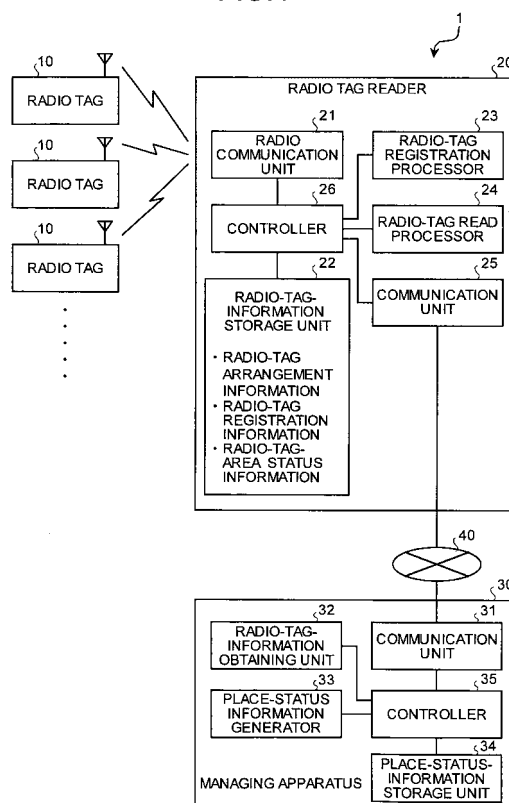 1
10
RADIO TAG
10
RADIO TAG
10
RADIO TAG
20
RADIO TAG READER
21
RADIO
COMMUNICATION
UNIT
23
RADIO-TAG
REGISTRATION
PROCESSOR
26
CONTROLLER
24
RADIO-TAG READ
PROCESSOR
22
RADIO-TAG-
INFORMATION
STORAGE UNIT
• RADIO-TAG
ARRANGEMENT
INFORMATION
• RADIO-TAG
REGISTRATION
INFORMATION
• RADIO-TAG-
AREA STATUS
INFORMATION
25
COMMUNICATION
UNIT
40
30
32
RADIO-TAG-
INFORMATION
OBTAINING UNIT
31
COMMUNICATION
UNIT
33
PLACE-STATUS
INFORMATION
GENERATOR
35
CONTROLLER
34
PLACE-STATUS-
INFORMATION
STORAGE UNIT
MANAGING APPARATUS